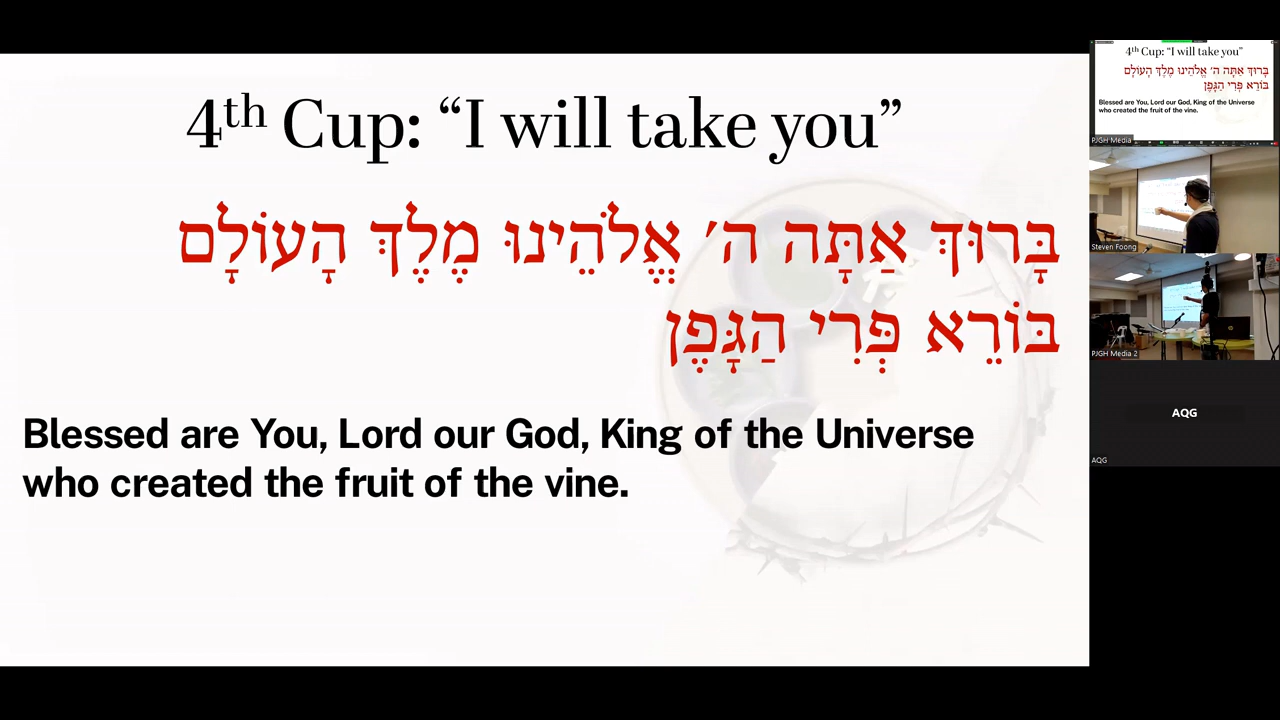 4th Cup: “I will take you”
בָּרוּךְ אַתָּה ה׳ אֱלֹהֵינוּ מֶלֶךְ הָעוֹלָם
בּוֹרֵא פְּרִי הַגָּפֶן
Blessed are You, Lord our God, King of the Universe
who created the fruit of the vine.
4th Cup: “I will take you”
בָּרוּךְ אַתָּה ה׳ אֱלֹהֵינוּ מֶלֶךְ הָעוֹלָם
בּוֹרֵא פְּרִי הַגָּפֶן
Blessed are You, Lord our God, King of the Universe
who created the fruit of the vine.
PJGH Media
Steven Foong
PJGH Media 2
AQG
AQG